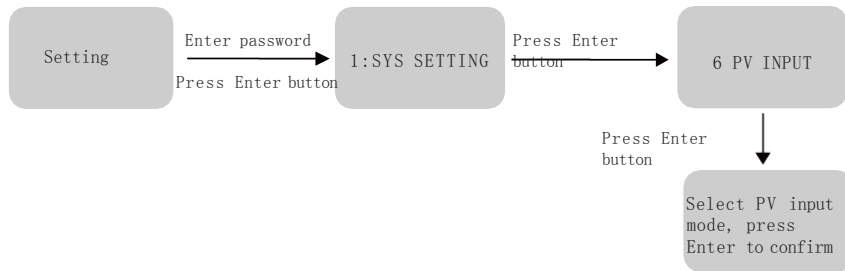 Setting
Enter password
Press Enter button
1:SYS SETTING
Press Enter
button
6 PV INPUT
Press Enter
button
Select PV input
mode, press
Enter to confirm